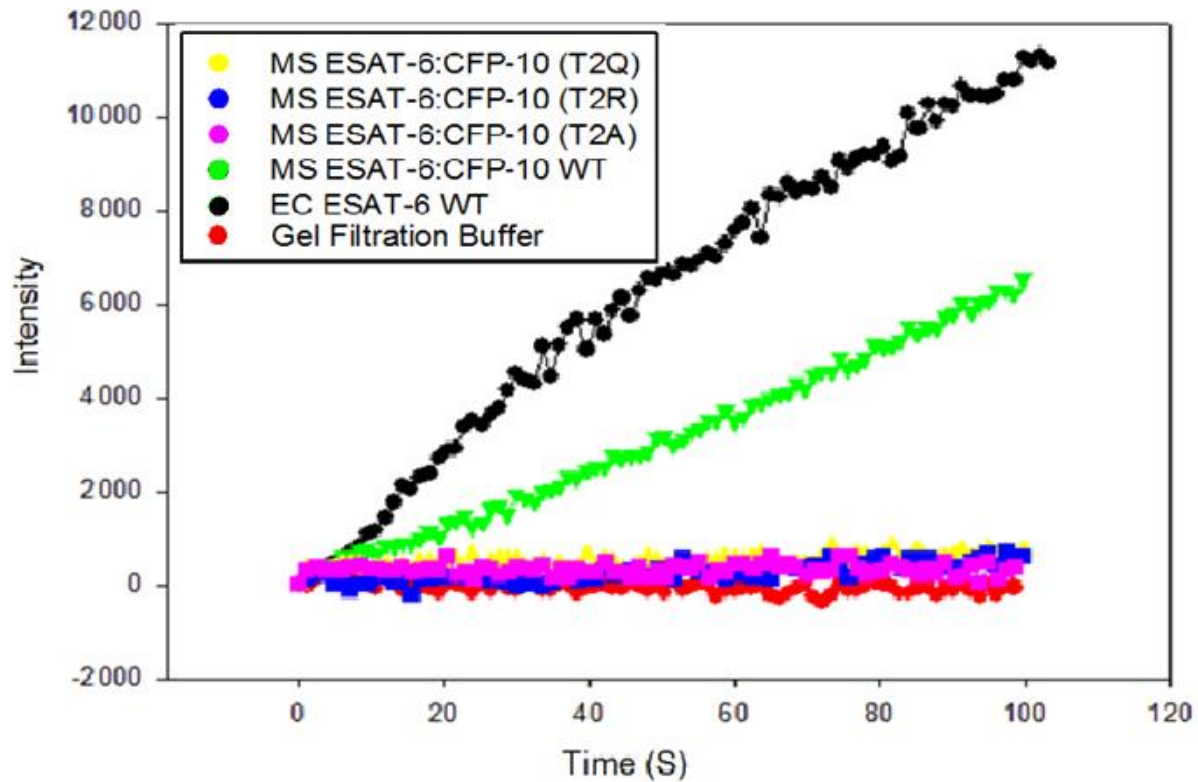 12000
10000
8000
6000
4000
2000
0
-2000
Intensity
MS ESAT-6:CFP-10 (T2Q)
MS ESAT-6:CFP-10 (T2R)
MS ESAT-6:CFP-10 (T2A)
MS ESAT-6:CFP-10 WT
EC ESAT-6 WT
Gel Filtration Buffer
0 20 40 60 80 100 120
Time (S)